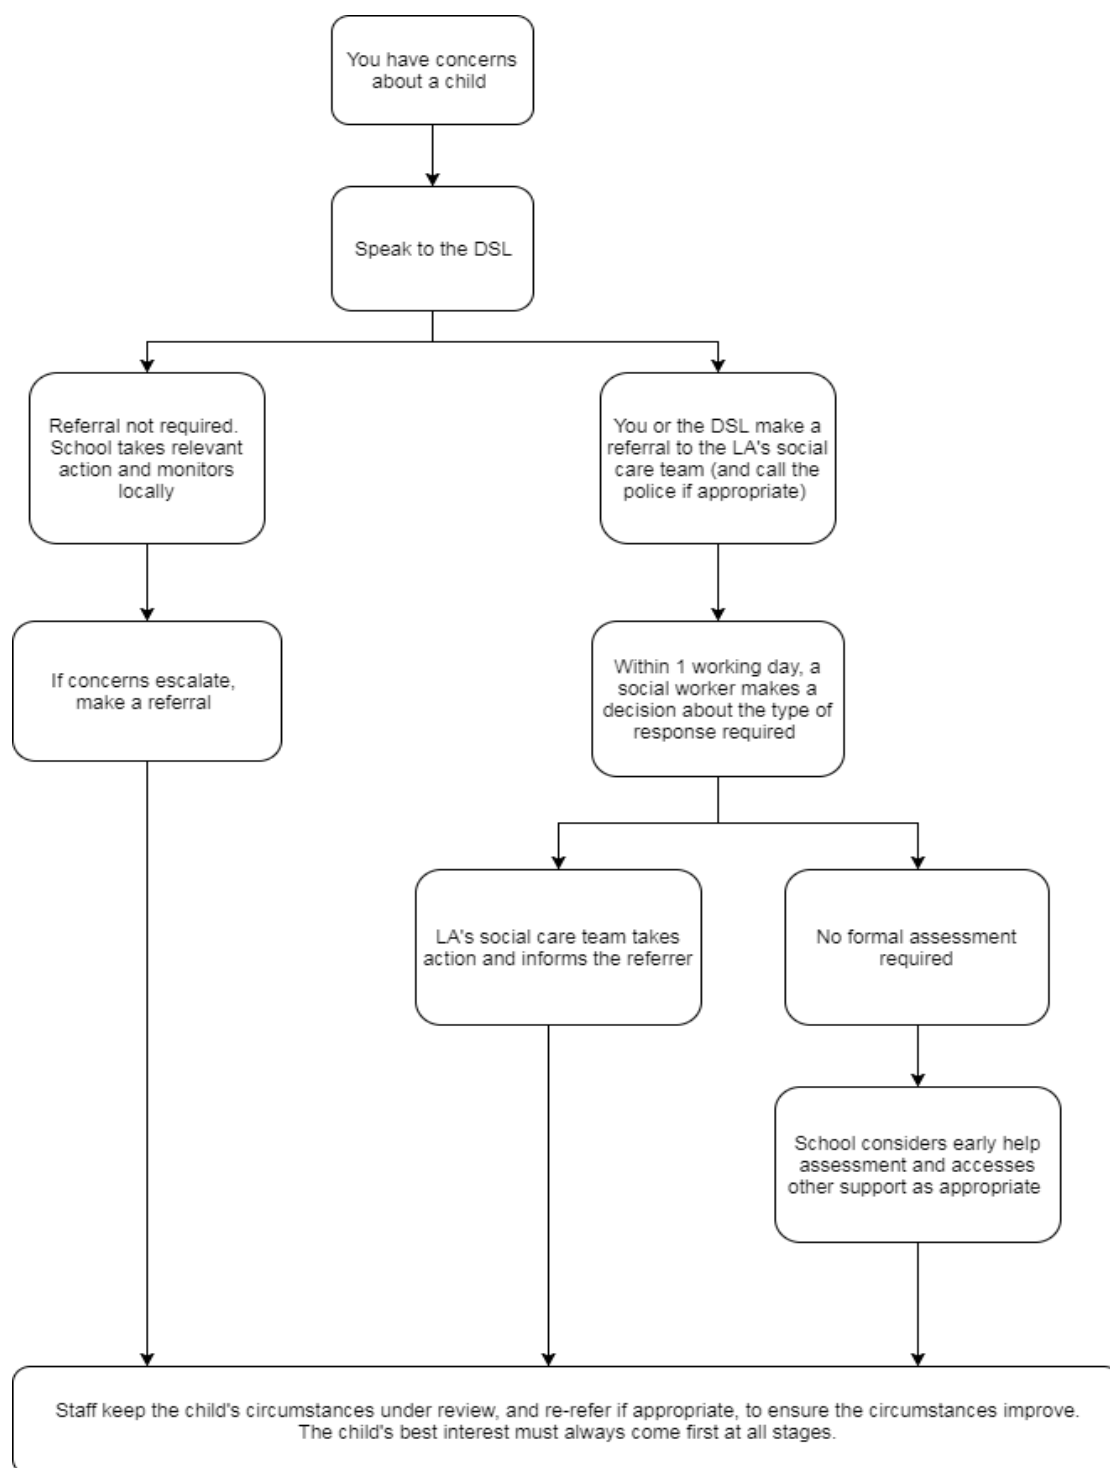 You have concerns
about a child
Speak to the DSL
Referral not required.
School takes relevant
action and monitors
locally
You or the DSL make a
referral to the LA's social
care team (and call the
police if appropriate)
If concerns escalate,
make a referral
Within 1 working day, a
social worker makes a
decision about the type of
response required
LA's social care team takes
action and informs the referrer
No formal assessment
required
School considers early help
assessment and accesses
other support as appropriate
Staff keep the child's circumstances under review, and re-refer if appropriate, to ensure the circumstances improve.
The child's best interest must always come first at all stages.